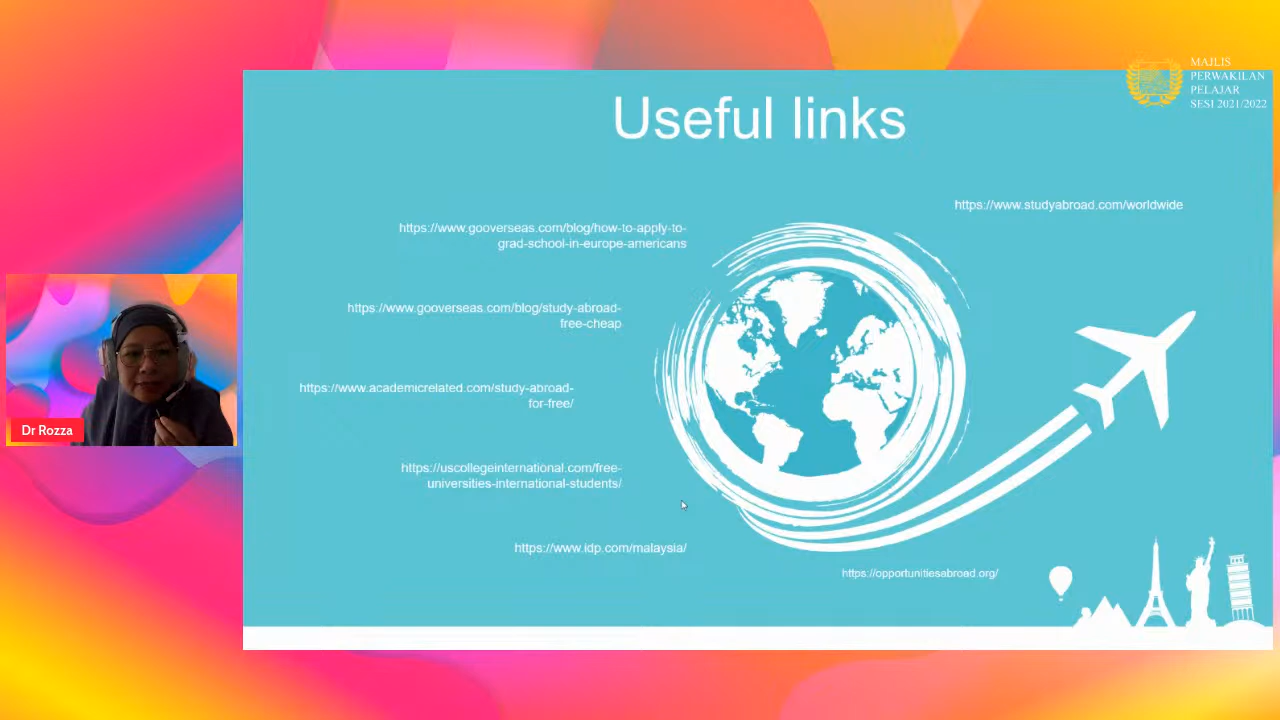 MAJLIS
PERWAKILAN
PELAJAR
SESI 2021/2022
Useful links
https://www.studyabroad.com/worldwide
https://www.gooverseas.com/blog/how-to-apply-to-
grad-school-in-europe-americans
https://www.gooverseas.com/blog/study-abroad-
free-cheap
https://www.academicrelated.com/study-abroad-
for-free/
https://uscollegeinternational.com/free-
universities-international-students/
https://www.idp.com/malaysia/
https://opportunitiesabroad.org/
Dr Rozza